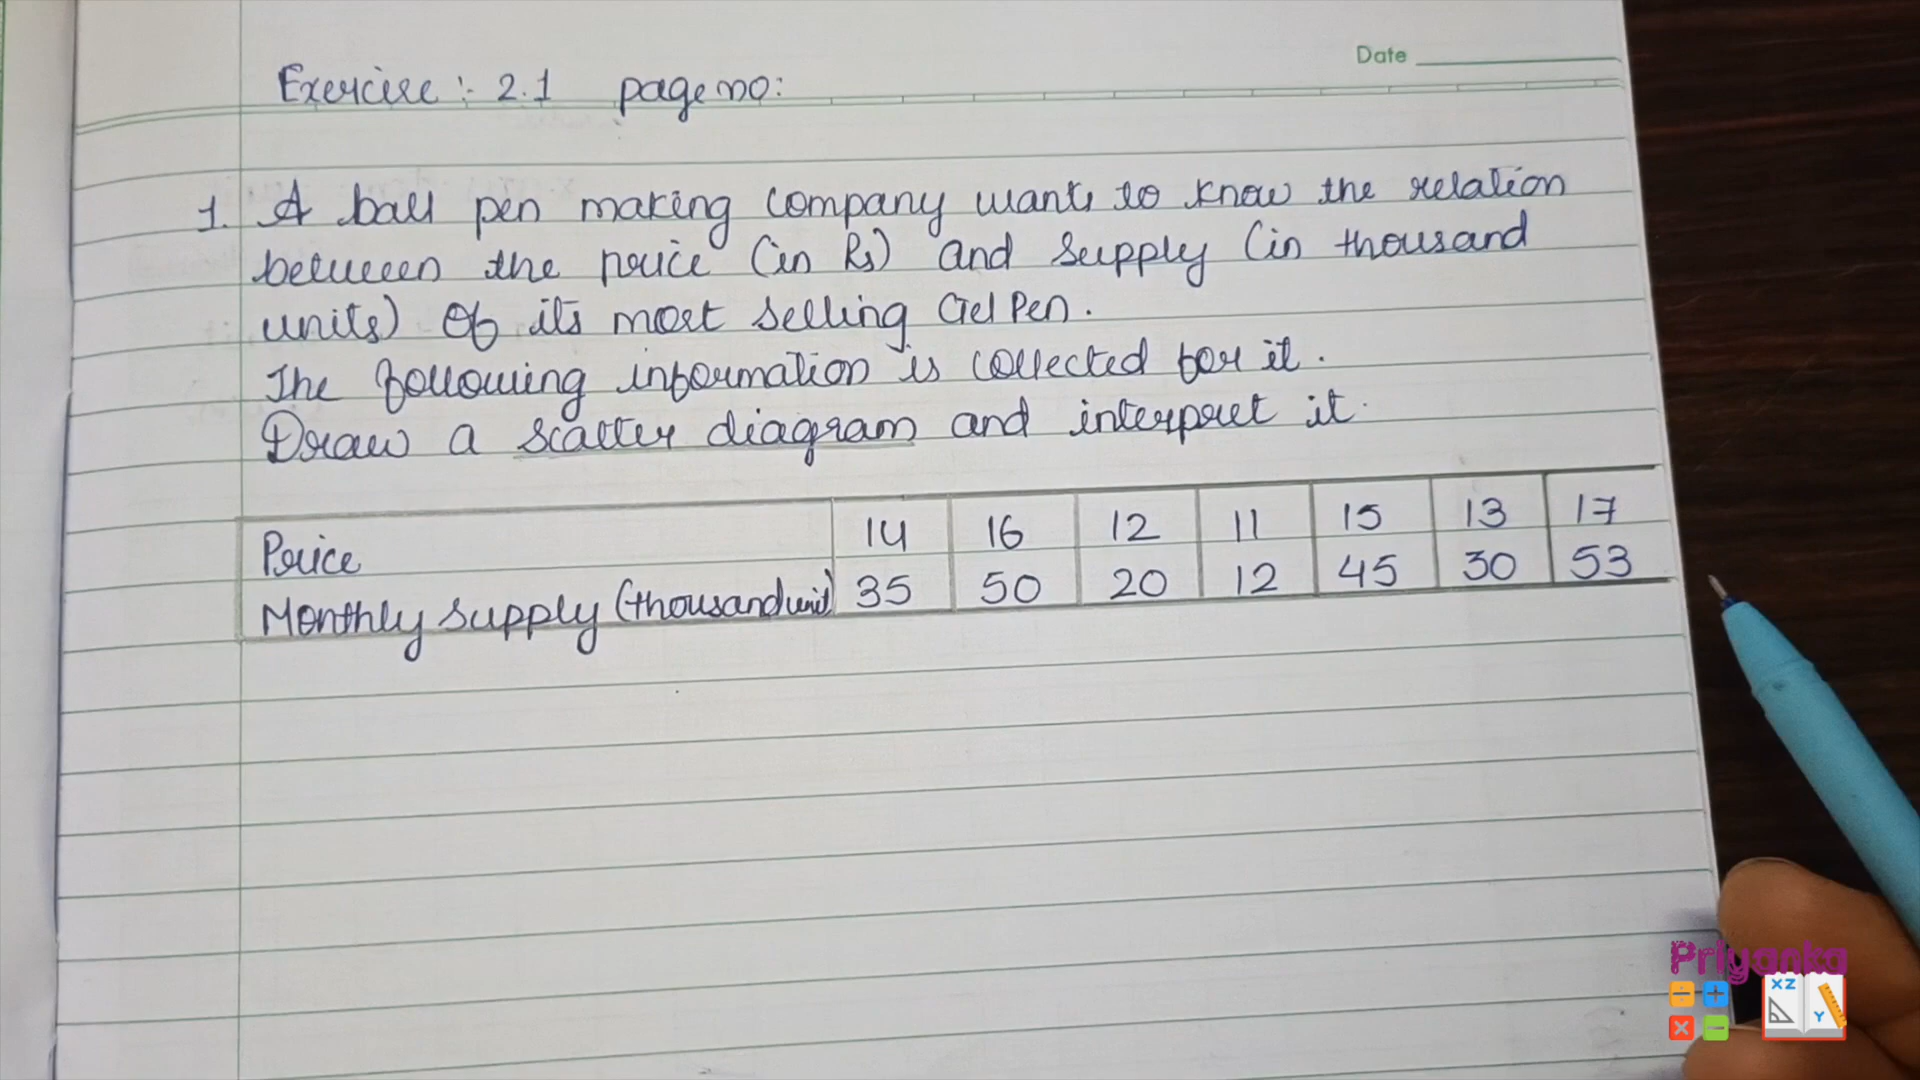 Date
Exercise :- 2.1 page no:
1. A ball pen making company wants to know the relation
between the price (in Rs) and supply (in thousand
units) of its most selling Gel Pen.
The following information is collected for it.
Draw a scatter diagram and interpret it.
Price 14 16 12 11 15 13 17
Monthly supply (thousand unit) 35 50 20 12 45 30 53
Priyanka
XZ
Y